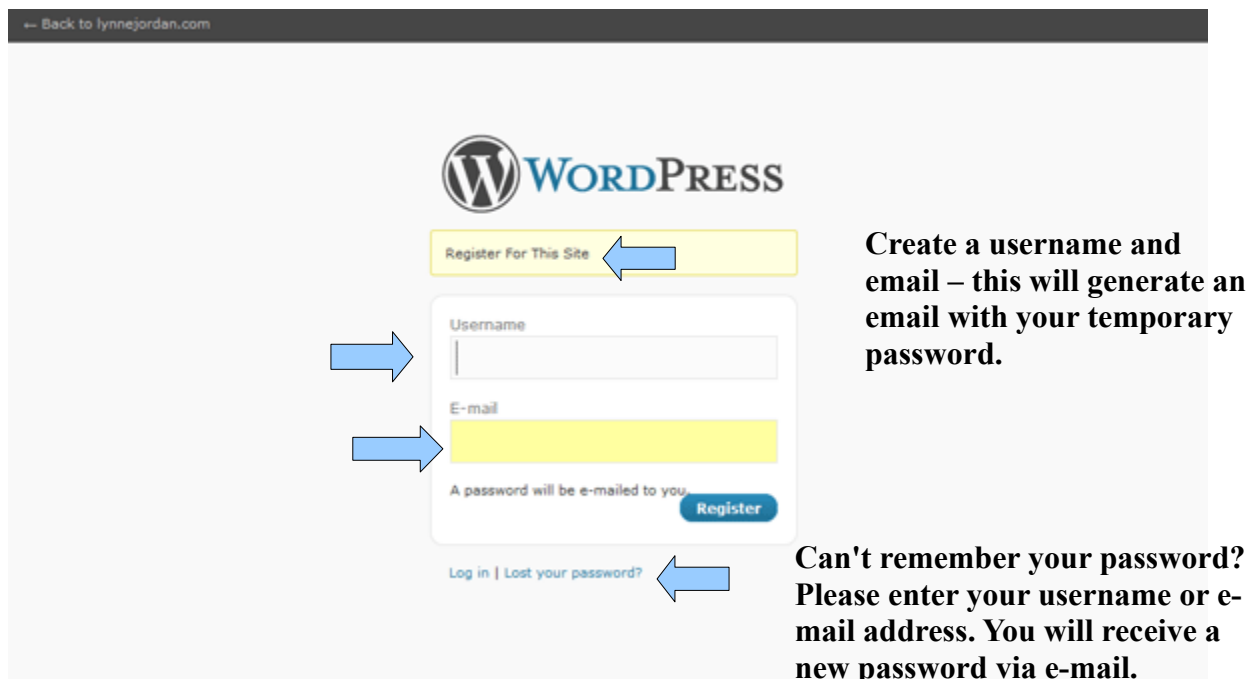 ← Back to lynnejordan.com
WORDPRESS
Register For This Site
Create a username and
email – this will generate an
email with your temporary
password.
Username
E-mail
A password will be e-mailed to you.
Register
Log in | Lost your password?
Can't remember your password?
Please enter your username or e-
mail address. You will receive a
new password via e-mail.